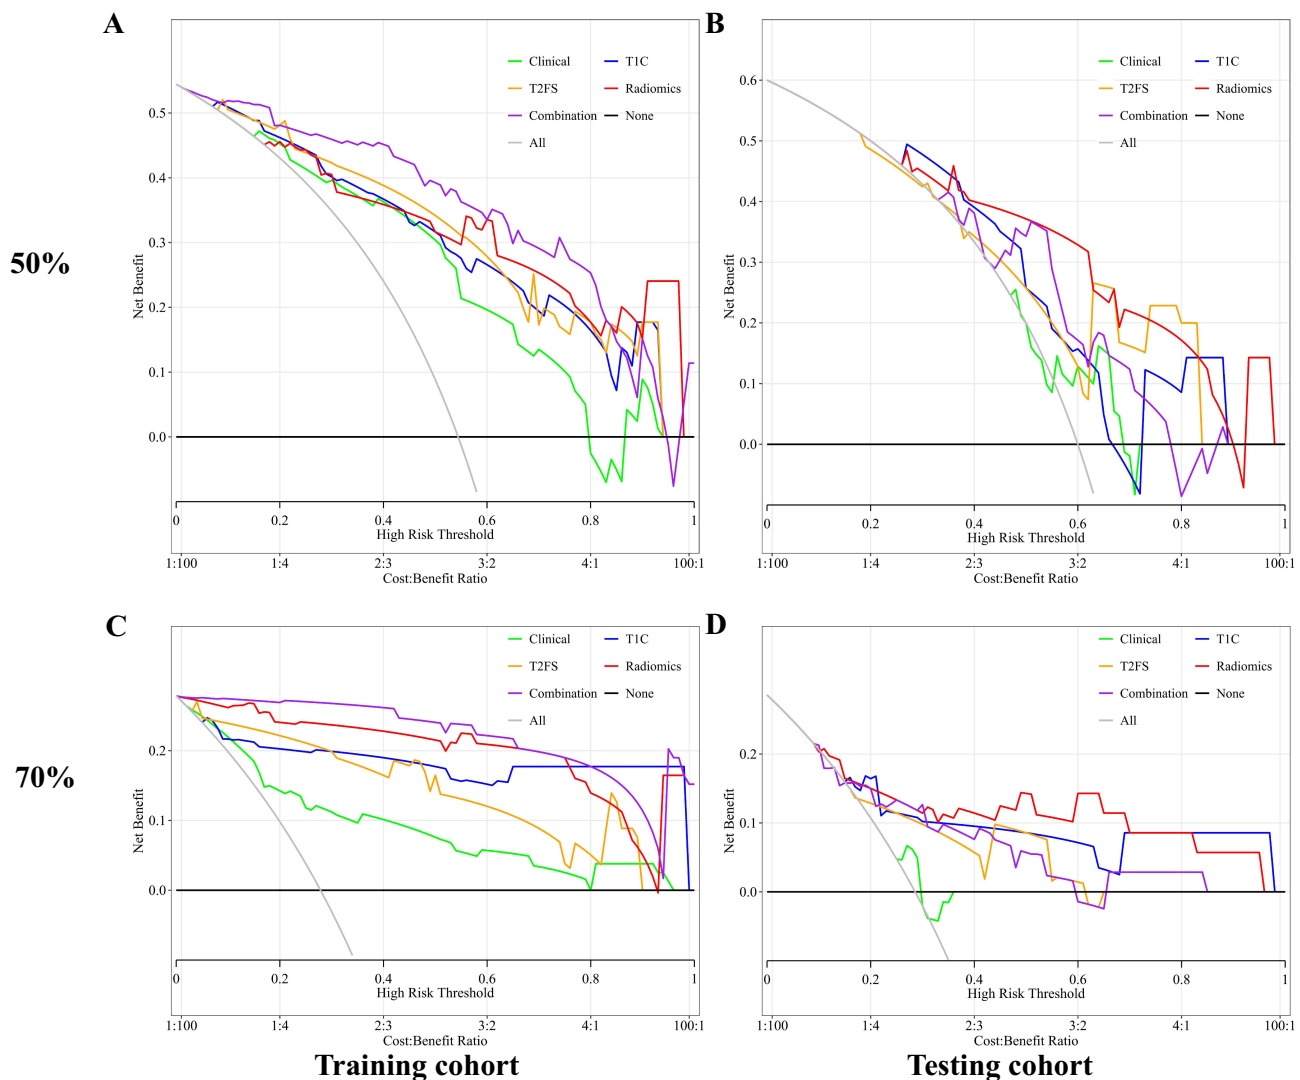 A
B
Clinical T1C
T2FS Radiomics
Combination None
All
Net Benefit
0.5
0.4
0.3
0.2
0.1
0.0
0 0.2 0.4 0.6 0.8 1
High Risk Threshold
1:100 1:4 2:3 3:2 4:1 100:1
Cost:Benefit Ratio
Clinical T1C
T2FS Radiomics
Combination None
All
Net Benefit
0.6
0.5
0.4
0.3
0.2
0.1
0.0
0 0.2 0.4 0.6 0.8 1
High Risk Threshold
1:100 1:4 2:3 3:2 4:1 100:1
Cost:Benefit Ratio
50%
C
D
Clinical T1C
T2FS Radiomics
Combination None
All
Net Benefit
0.2
0.1
0.0
0 0.2 0.4 0.6 0.8 1
High Risk Threshold
1:100 1:4 2:3 3:2 4:1 100:1
Cost:Benefit Ratio
Clinical T1C
T2FS Radiomics
Combination None
All
Net Benefit
0.2
0.1
0.0
0 0.2 0.4 0.6 0.8 1
High Risk Threshold
1:100 1:4 2:3 3:2 4:1 100:1
Cost:Benefit Ratio
70%
Training cohort
Testing cohort